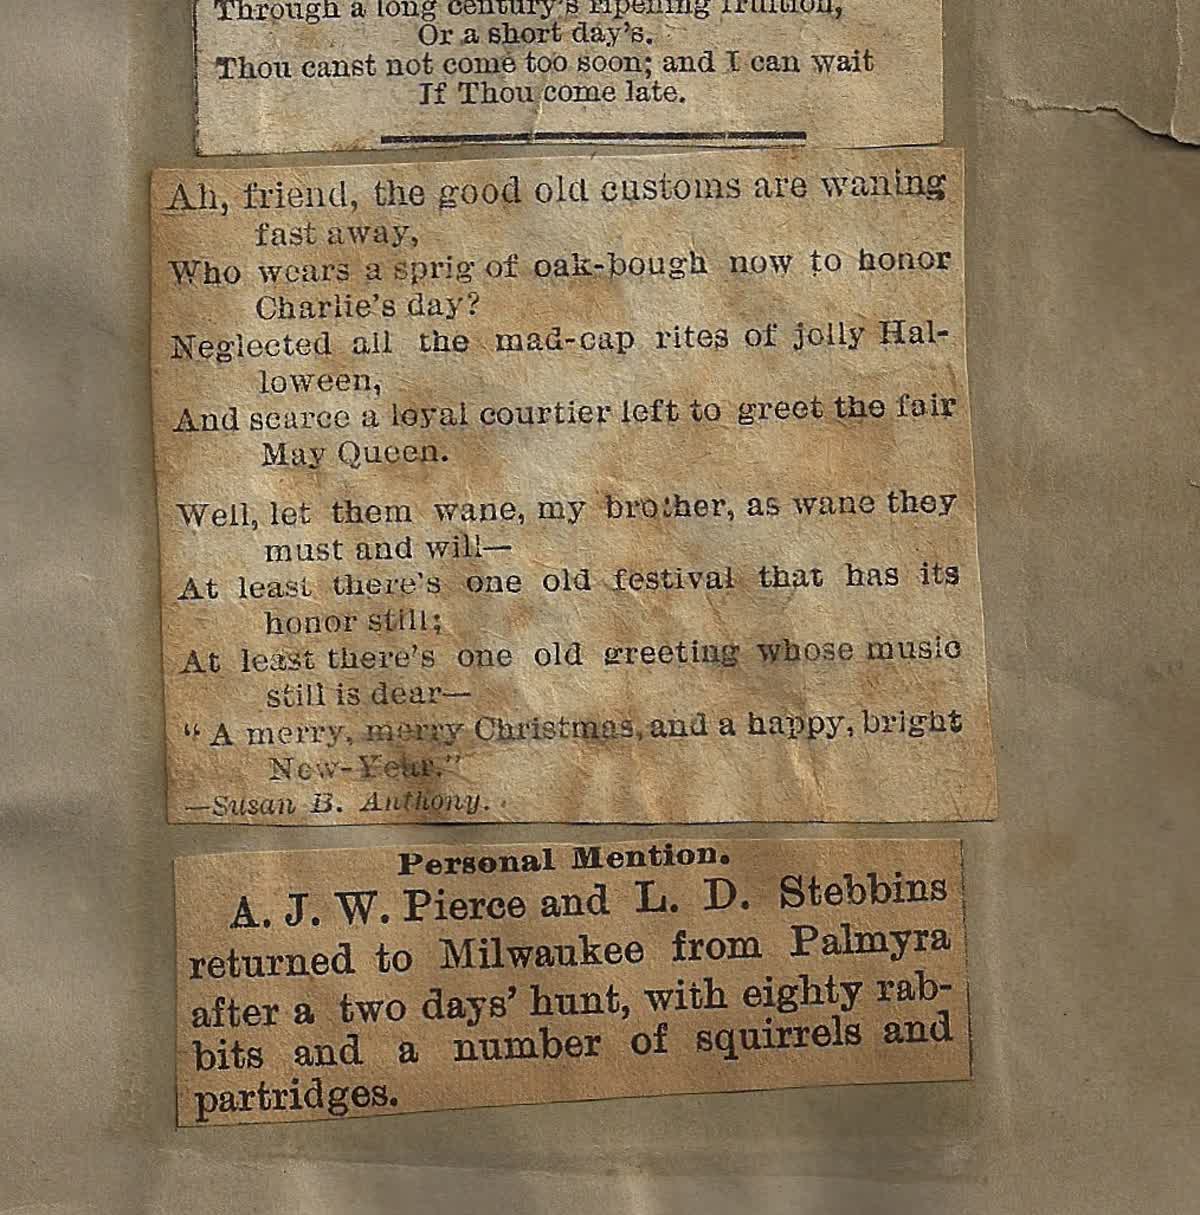 Through a long century's ripening fruition,
Or a short day's.
Thou canst not come too soon; and I can wait
If Thou come late.
Ah, friend, the good old customs are waning
fast away,
Who wears a sprig of oak-bough now to honor
Charlie's day?
Neglected all the mad-cap rites of jolly Hal-
loween,
And scarce a loyal courtier left to greet the fair
May Queen.
Well, let them wane, my brother, as wane they
must and will—
At least there's one old festival that has its
honor still;
At least there's one old greeting whose music
still is dear—
“ A merry, merry Christmas, and a happy, bright
New-Year.”
—Susan B. Anthony.
Personal Mention.
A. J. W. Pierce and L. D. Stebbins
returned to Milwaukee from Palmyra
after a two days' hunt, with eighty rab-
bits and a number of squirrels and
partridges.